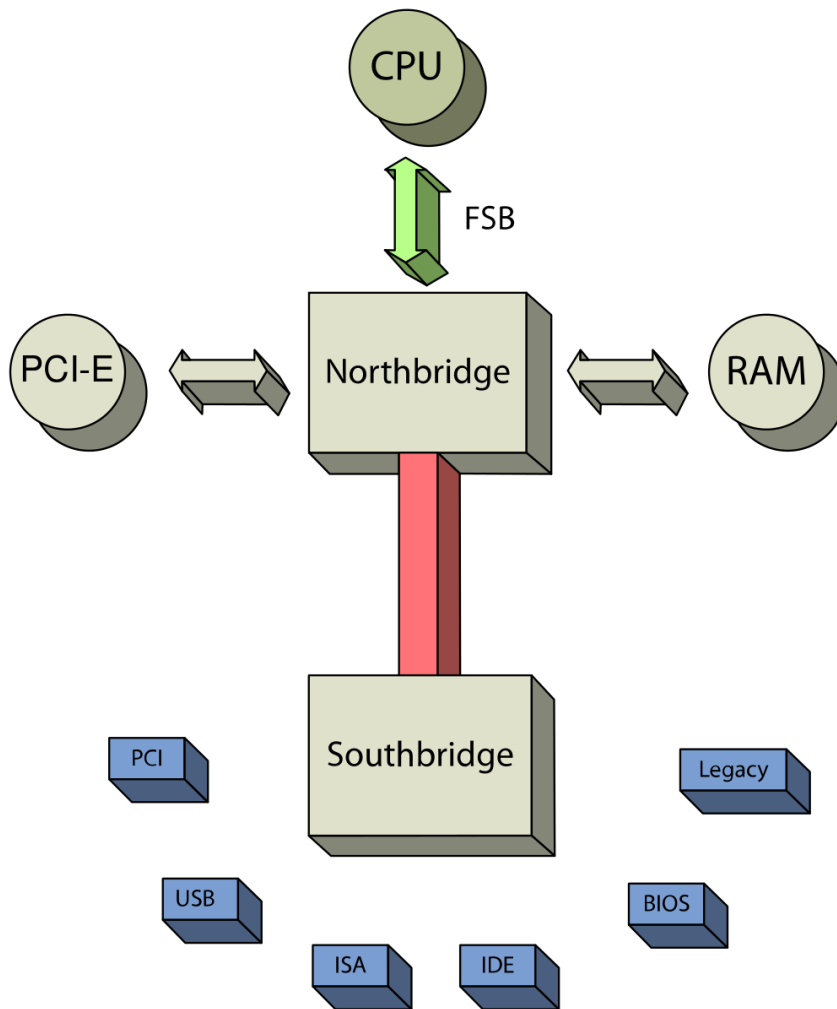 CPU
FSB
PCI-E
Northbridge
RAM
Southbridge
PCI
Legacy
USB
BIOS
ISA
IDE